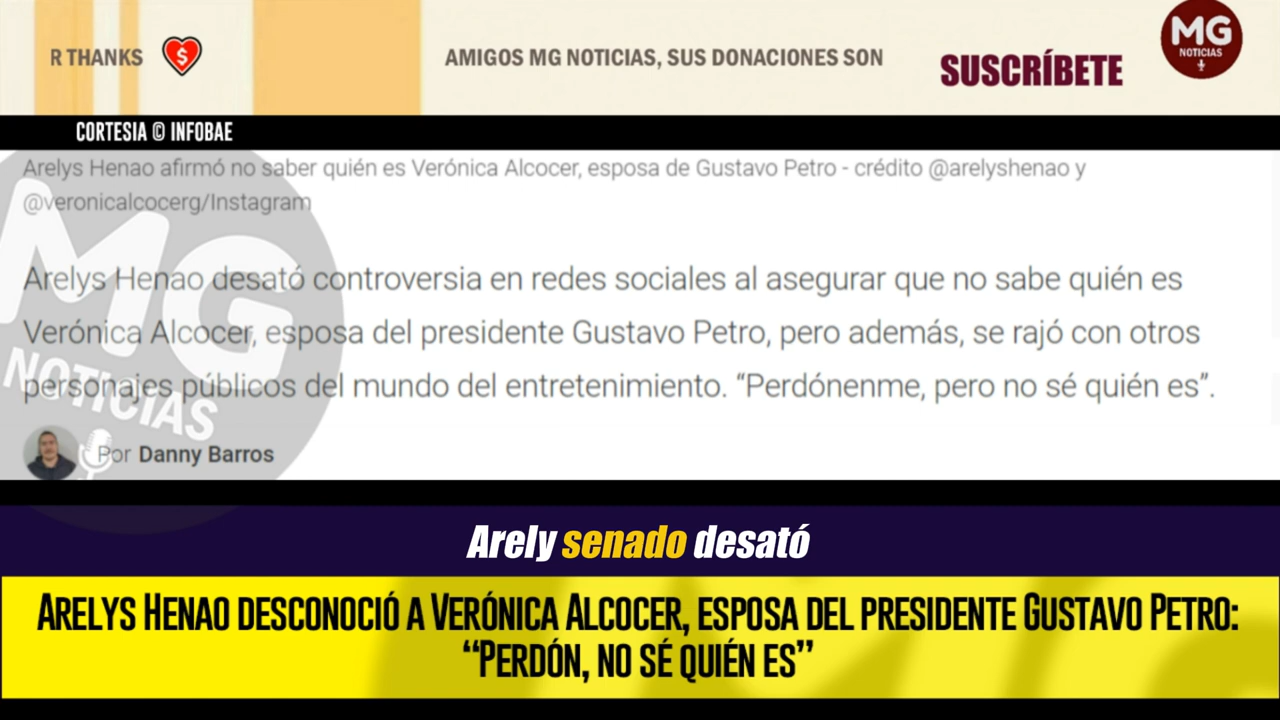 R THANKS
AMIGOS MG NOTICIAS, SUS DONACIONES SON
SUSCRÍBETE
MG
NOTICIAS
CORTESIA © INFOBAE
Arelys Henao afirmó no saber quién es Verónica Alcocer, esposa de Gustavo Petro - crédito @arelyshenao y
@veronicalcocerg/Instagram
Arelys Henao desató controversia en redes sociales al asegurar que no sabe quién es
Verónica Alcocer, esposa del presidente Gustavo Petro, pero además, se rajó con otros
personajes públicos del mundo del entretenimiento. “Perdónenme, pero no sé quién es”.
MG
NOTICIAS
Por Danny Barros
Arely senado desató
ARELYS HENAO DESCONOCIÓ A VERÓNICA ALCOCER, ESPOSA DEL PRESIDENTE GUSTAVO PETRO:
“PERDÓN, NO SÉ QUIÉN ES”